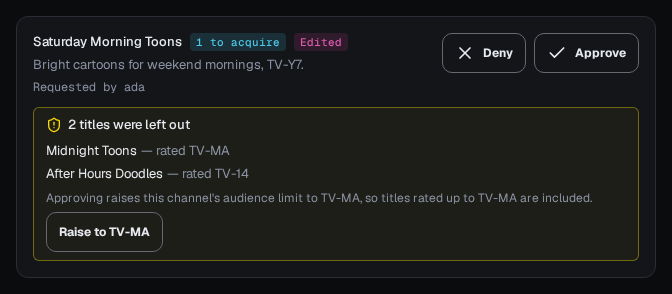 Saturday Morning Toons 1 to acquire Edited
Deny Approve
Bright cartoons for weekend mornings, TV-Y7.
Requested by ada
2 titles were left out
Midnight Toons — rated TV-MA
After Hours Doodles — rated TV-14
Approving raises this channel's audience limit to TV-MA, so titles rated up to TV-MA are included.
Raise to TV-MA